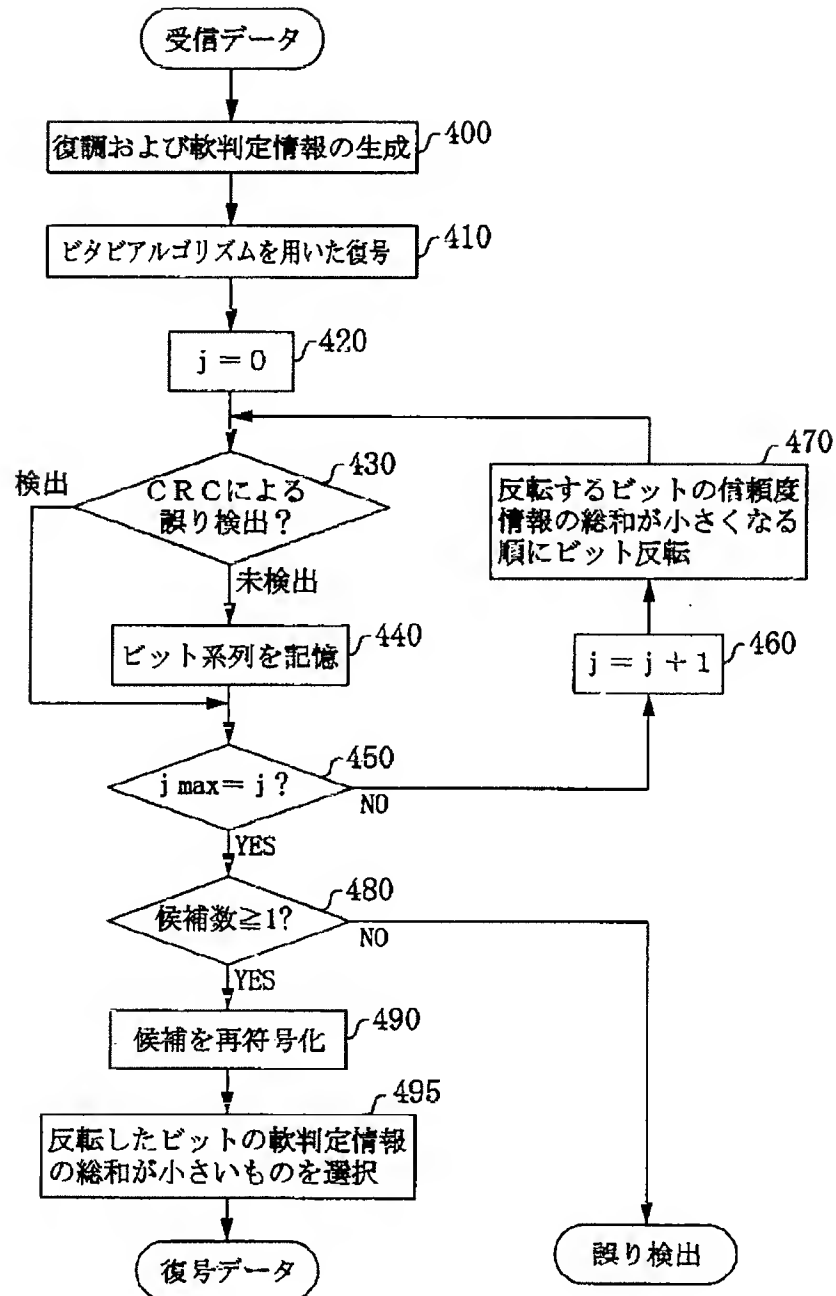 受信データ
復調および軟判定情報の生成
400
ビタビアルゴリズムを用いた復号
410
j = 0
420
検出
CRCによる
誤り検出?
430
未検出
ビット系列を記憶
440
反転するビットの信頼度
情報の総和が小さくなる
順にビット反転
470
j = j + 1
460
j max= j ?
450
NO
YES
候補数≧1?
480
NO
YES
候補を再符号化
490
反転したビットの軟判定情報
の総和が小さいものを選択
495
復号データ
誤り検出